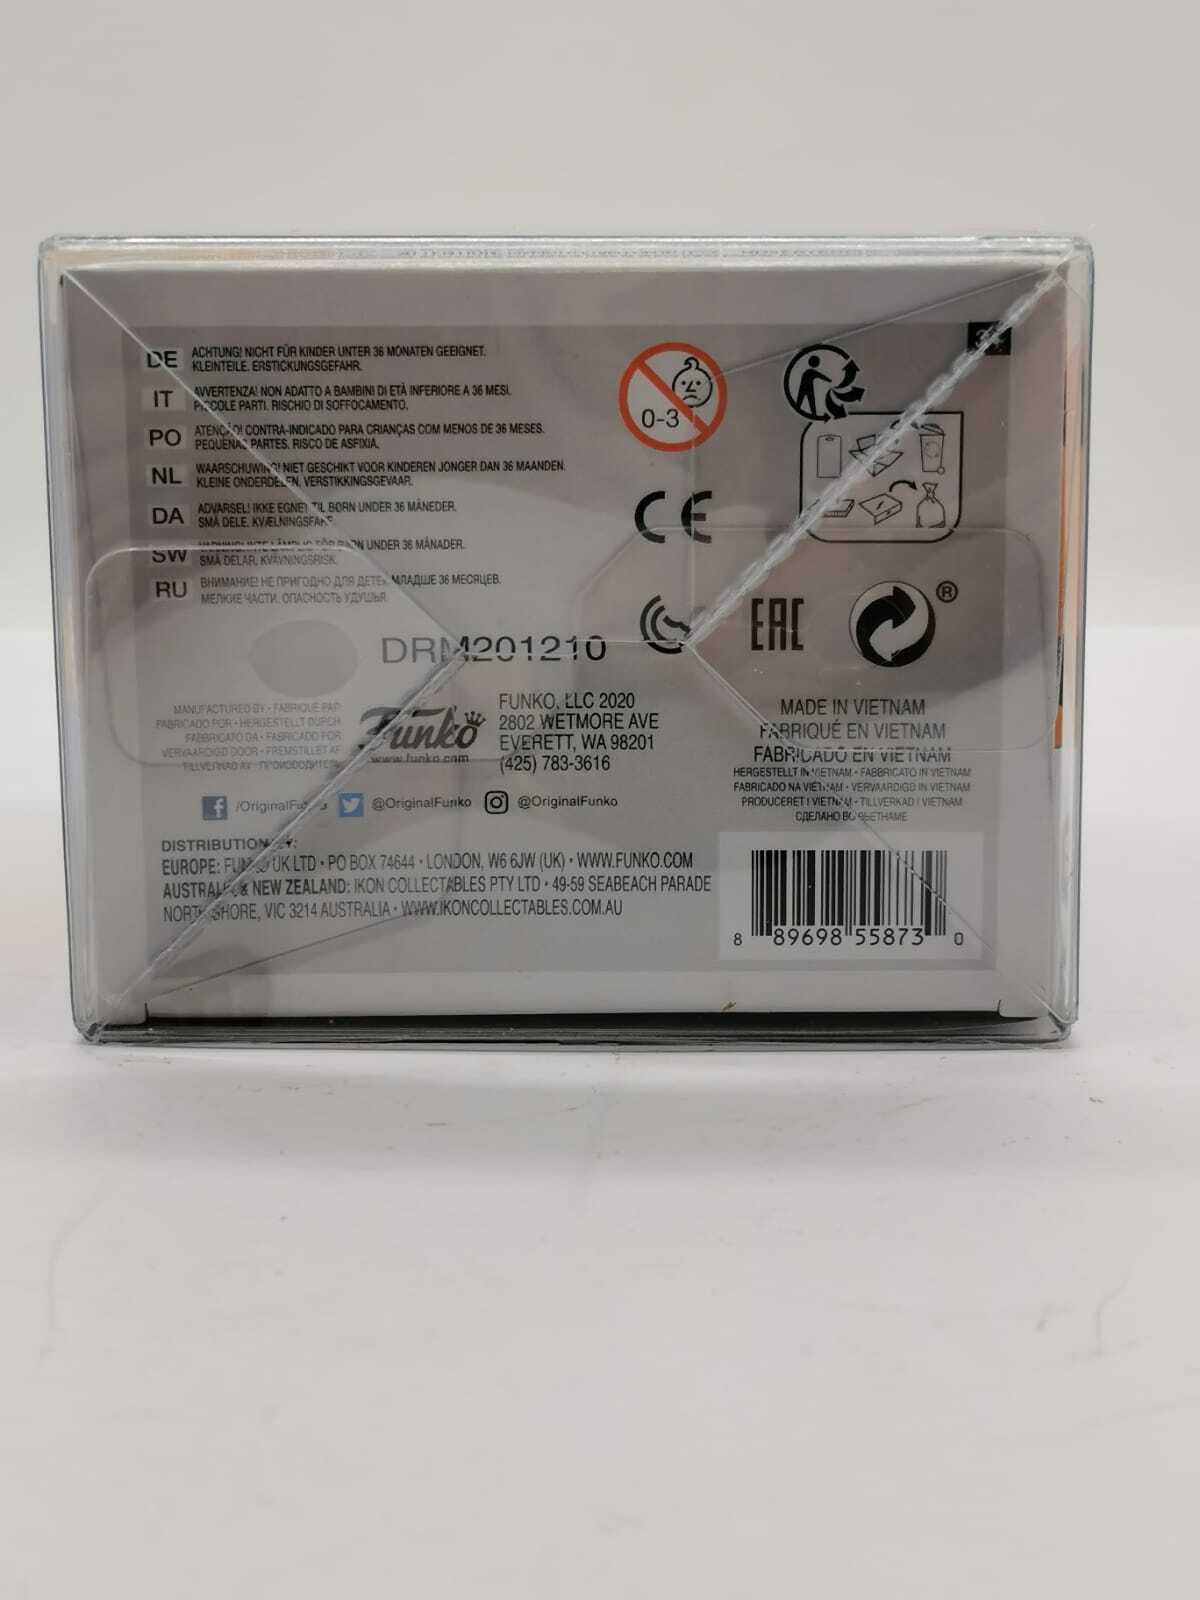 DE ACHTUNG! NICHT FÜR KINDER UNTER 36 MONATEN GEEIGNET.
KLEINTEILE. ERSTICKUNGSGEFAHR.
IT AVVERTENZA! NON ADATTO A BAMBINI DI ETÀ INFERIORE A 36 MESI.
PICCOLE PARTI. RISCHIO DI SOFFOCAMENTO.
PO ATENÇÃO! CONTRA-INDICADO PARA CRIANÇAS COM MENOS DE 36 MESES.
PEQUENAS PARTES. RISCO DE ASFIXIA.
NL WAARSCHUWING! NIET GESCHIKT VOOR KINDEREN JONGER DAN 36 MAANDEN.
KLEINE ONDERDELEN, VERSTIKKINGSGEVAAR.
DA ADVARSEL! IKKE EGNET TIL BØRN UNDER 36 MÅNEDER.
SMÅ DELE. KVÆLNINGSFARE.
SW VARNING! INTE LÄMPLIG FÖR BARN UNDER 36 MÅNADER.
SMÅ DELAR, KVÄVNINGSRISK.
RU ВНИМАНИЕ! НЕ ПРИГОДНО ДЛЯ ДЕТЕЙ МЛАДШЕ 36 МЕСЯЦЕВ.
МЕЛКИЕ ЧАСТИ. ОПАСНОСТЬ УДУШЬЯ.
0-3
CE
EAC
®
DRM201210
MANUFACTURED BY • FABRIQUÉ PAR
FABRICADO POR • HERGESTELLT DURCH
FABBRICATO DA • FABRICADO POR
VERVAARDIGD DOOR • FREMSTILLET AF
TILLVERKAD AV • ПРОИЗВОДИТЕЛЬ
Funko
www.funko.com
FUNKO, LLC 2020
2802 WETMORE AVE
EVERETT, WA 98201
(425) 783-3616
MADE IN VIETNAM
FABRIQUÉ EN VIETNAM
FABRICADO EN VIETNAM
HERGESTELLT IN VIETNAM • FABBRICATO IN VIETNAM
FABRICADO NA VIETNAM • VERVAARDIGD IN VIETNAM
PRODUCERET I VIETNAM • TILLVERKAD I VIETNAM
СДЕЛАНО ВО ВЬЕТНАМЕ
/OriginalFunko @OriginalFunko @OriginalFunko
DISTRIBUTION BY:
EUROPE: FUNKO UK LTD • PO BOX 74644 • LONDON, W6 6JW (UK) • WWW.FUNKO.COM
AUSTRALIA & NEW ZEALAND: IKON COLLECTABLES PTY LTD • 49-59 SEABEACH PARADE
NORTH SHORE, VIC 3214 AUSTRALIA • WWW.IKONCOLLECTABLES.COM.AU
8 89698 55873 0